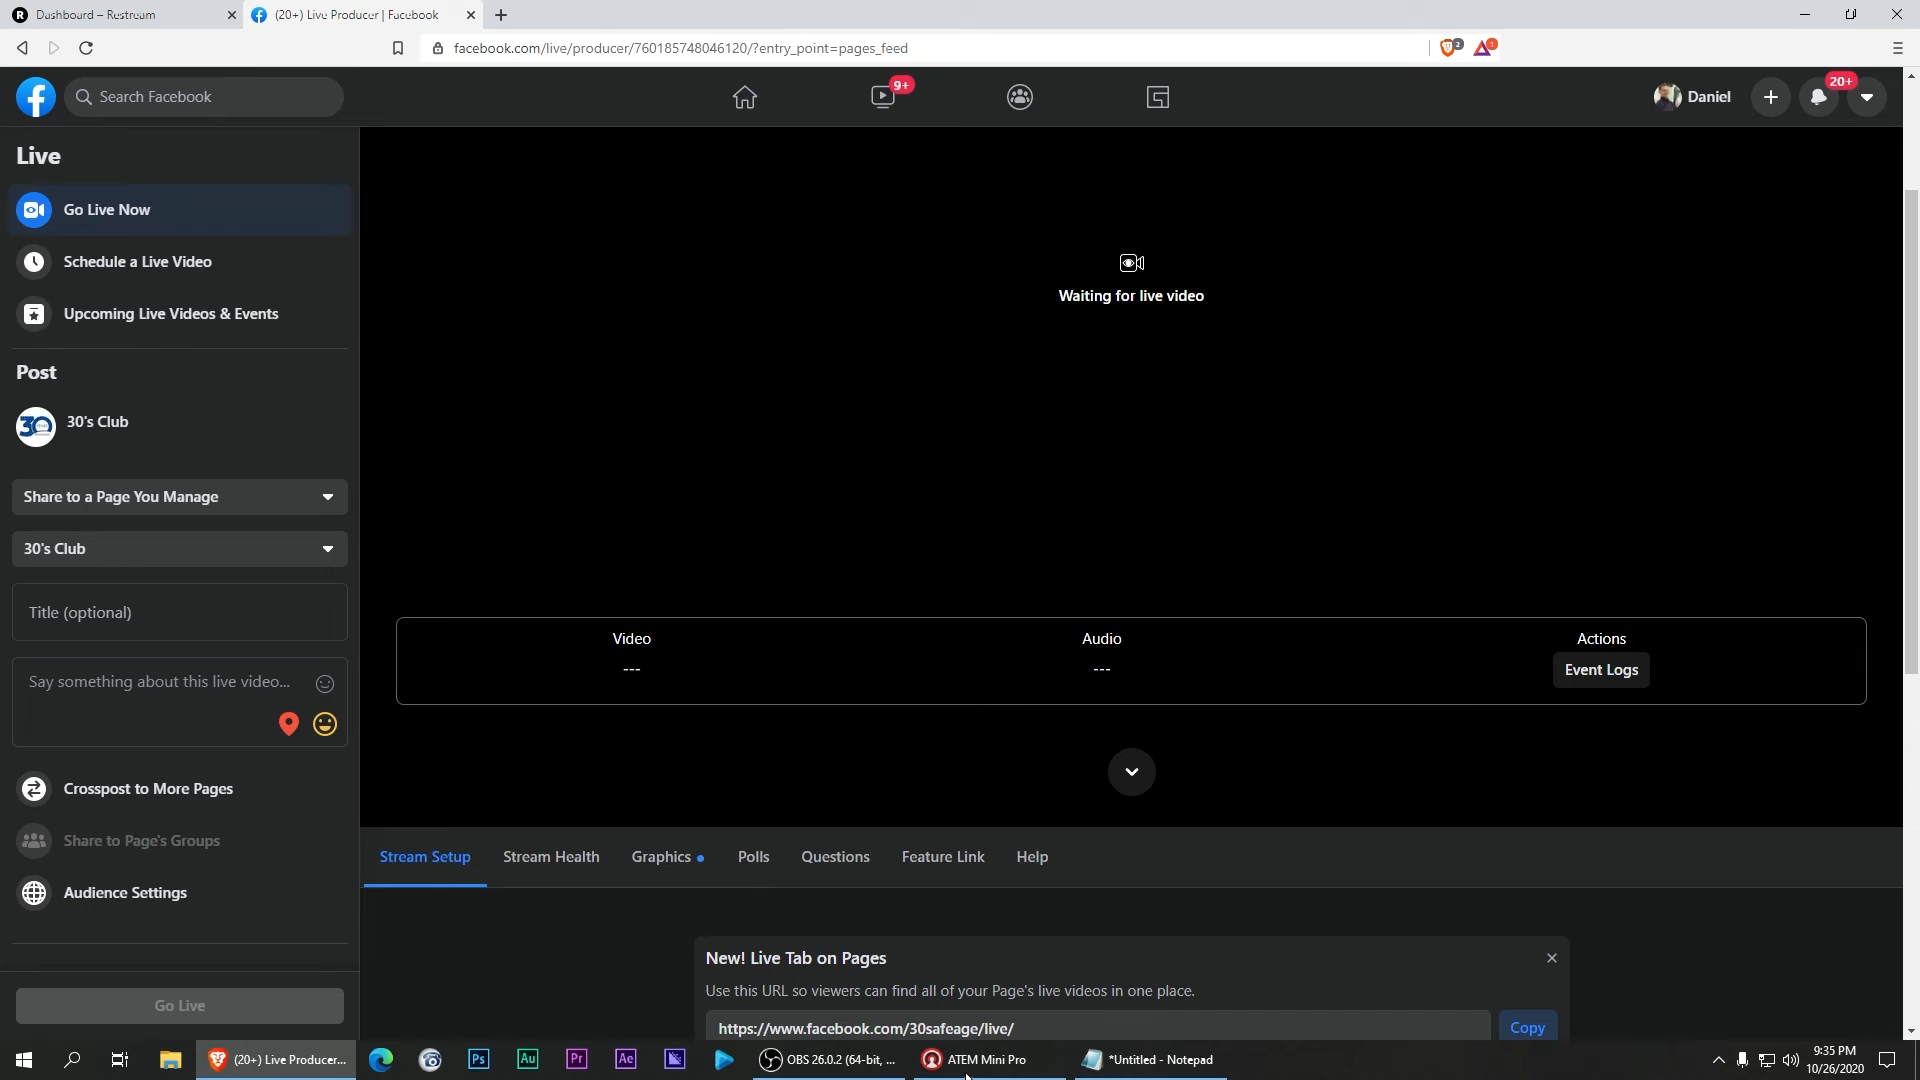 Dashboard – Restream
(20+) Live Producer | Facebook
facebook.com/live/producer/760185748046120/?entry_point=pages_feed
2
1
Search Facebook
9+
Daniel
20+
Live
Go Live Now
Schedule a Live Video
Upcoming Live Videos & Events
Post
30's Club
Share to a Page You Manage
30's Club
Title (optional)
Say something about this live video...
Crosspost to More Pages
Share to Page's Groups
Audience Settings
Go Live
Waiting for live video
Video
Audio
Actions
---
---
Event Logs
Stream Setup
Stream Health
Graphics
Polls
Questions
Feature Link
Help
New! Live Tab on Pages
Use this URL so viewers can find all of your Page's live videos in one place.
https://www.facebook.com/30safeage/live/
Copy
(20+) Live Producer...
Ps
Au
Pr
Ae
OBS 26.0.2 (64-bit, ...
ATEM Mini Pro
*Untitled - Notepad
9:35 PM
10/26/2020